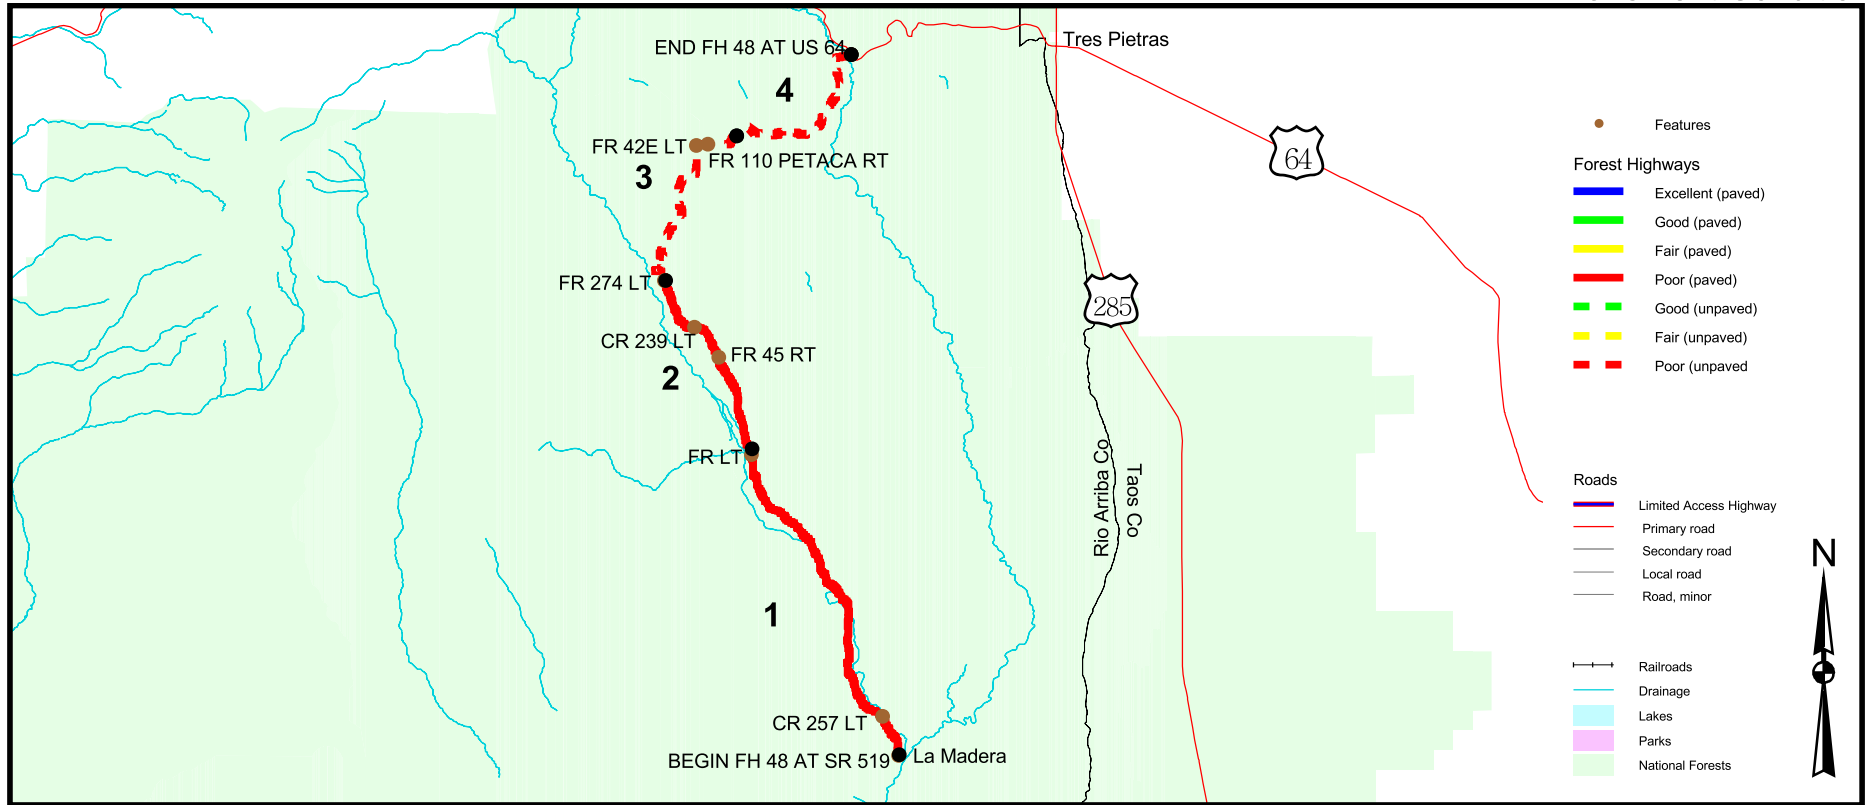 END FH 48 AT US 64
Tres Pietras
4
64
FR 42E LT
FR 110 PETACA RT
3
FR 274 LT
285
CR 239 LT
FR 45 RT
2
FR LT
Rio Arriba Co
Taos Co
1
CR 257 LT
BEGIN FH 48 AT SR 519
La Madera
Features
Forest Highways
Excellent (paved)
Good (paved)
Fair (paved)
Poor (paved)
Good (unpaved)
Fair (unpaved)
Poor (unpaved
Roads
Limited Access Highway
Primary road
Secondary road
Local road
Road, minor
Railroads
Drainage
Lakes
Parks
National Forests
N